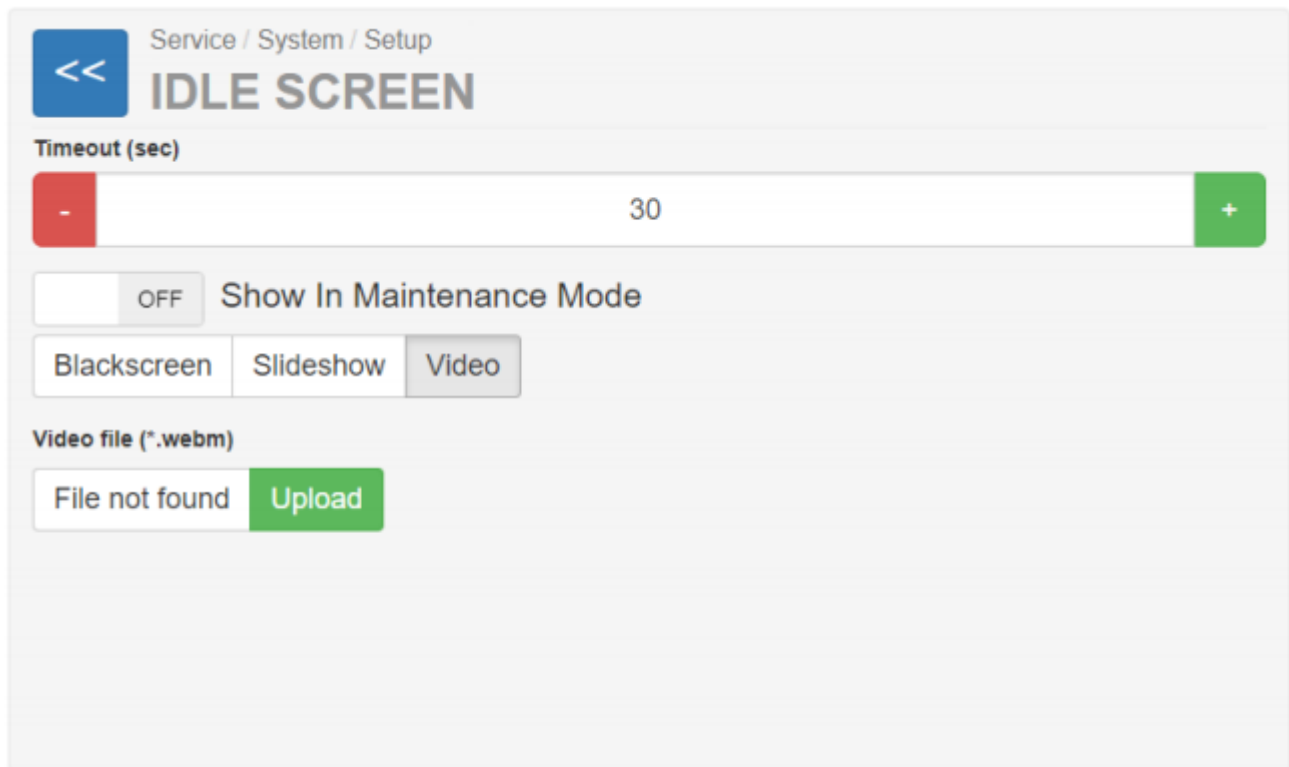 <<
Service / System / Setup
IDLE SCREEN
Timeout (sec)
- 30 +
OFF Show In Maintenance Mode
Blackscreen Slideshow Video
Video file (*.webm)
File not found Upload